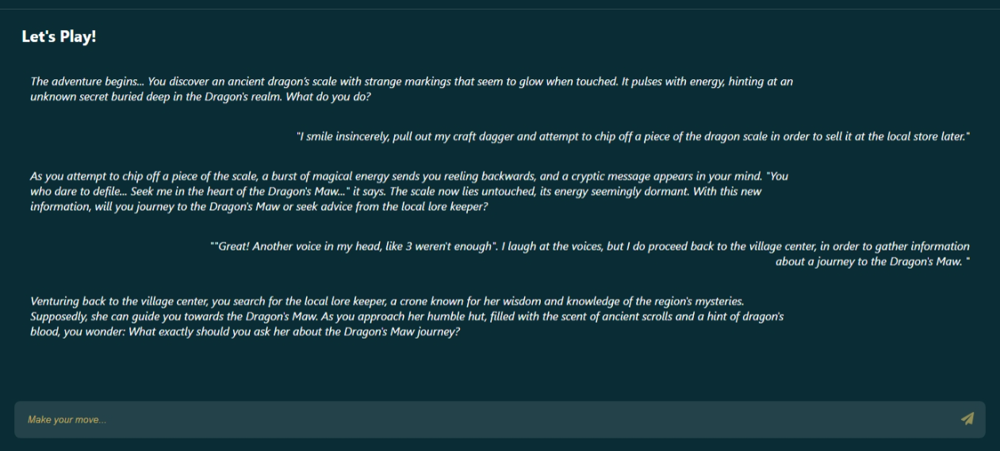 Let's Play!
The adventure begins... You discover an ancient dragon's scale with strange markings that seem to glow when touched. It pulses with energy, hinting at an
unknown secret buried deep in the Dragon's realm. What do you do?
"I smile insincerely, pull out my craft dagger and attempt to chip off a piece of the dragon scale in order to sell it at the local store later."
As you attempt to chip off a piece of the scale, a burst of magical energy sends you reeling backwards, and a cryptic message appears in your mind. "You
who dare to defile... Seek me in the heart of the Dragon's Maw..." it says. The scale now lies untouched, its energy seemingly dormant. With this new
information, will you journey to the Dragon's Maw or seek advice from the local lore keeper?
""Great! Another voice in my head, like 3 weren't enough". I laugh at the voices, but I do proceed back to the village center, in order to gather information
about a journey to the Dragon's Maw. "
Venturing back to the village center, you search for the local lore keeper, a crone known for her wisdom and knowledge of the region's mysteries.
Supposedly, she can guide you towards the Dragon's Maw. As you approach her humble hut, filled with the scent of ancient scrolls and a hint of dragon's
blood, you wonder: What exactly should you ask her about the Dragon's Maw journey?
Make your move...